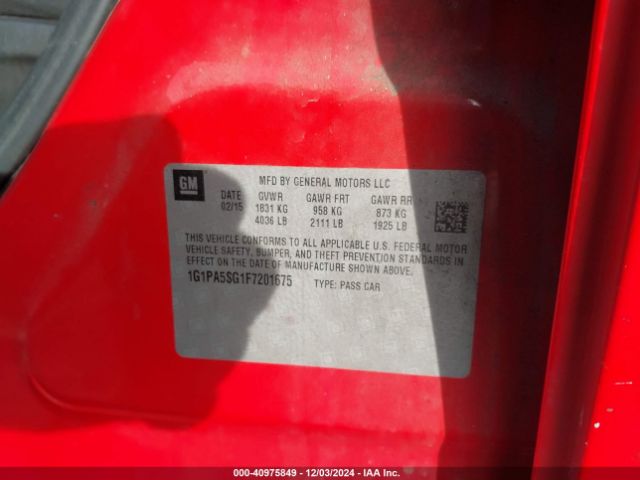 GM
MFD BY GENERAL MOTORS LLC
DATE GVWR GAWR FRT GAWR RR
02/15 1831 KG 958 KG 873 KG
4036 LB 2111 LB 1925 LB
THIS VEHICLE CONFORMS TO ALL APPLICABLE U.S. FEDERAL MOTOR
VEHICLE SAFETY, BUMPER, AND THEFT PREVENTION STANDARDS IN
EFFECT ON THE DATE OF MANUFACTURE SHOWN ABOVE.
1G1PA5SG1F7201675 TYPE: PASS CAR
000-40975849 - 12/03/2024 - IAA Inc.